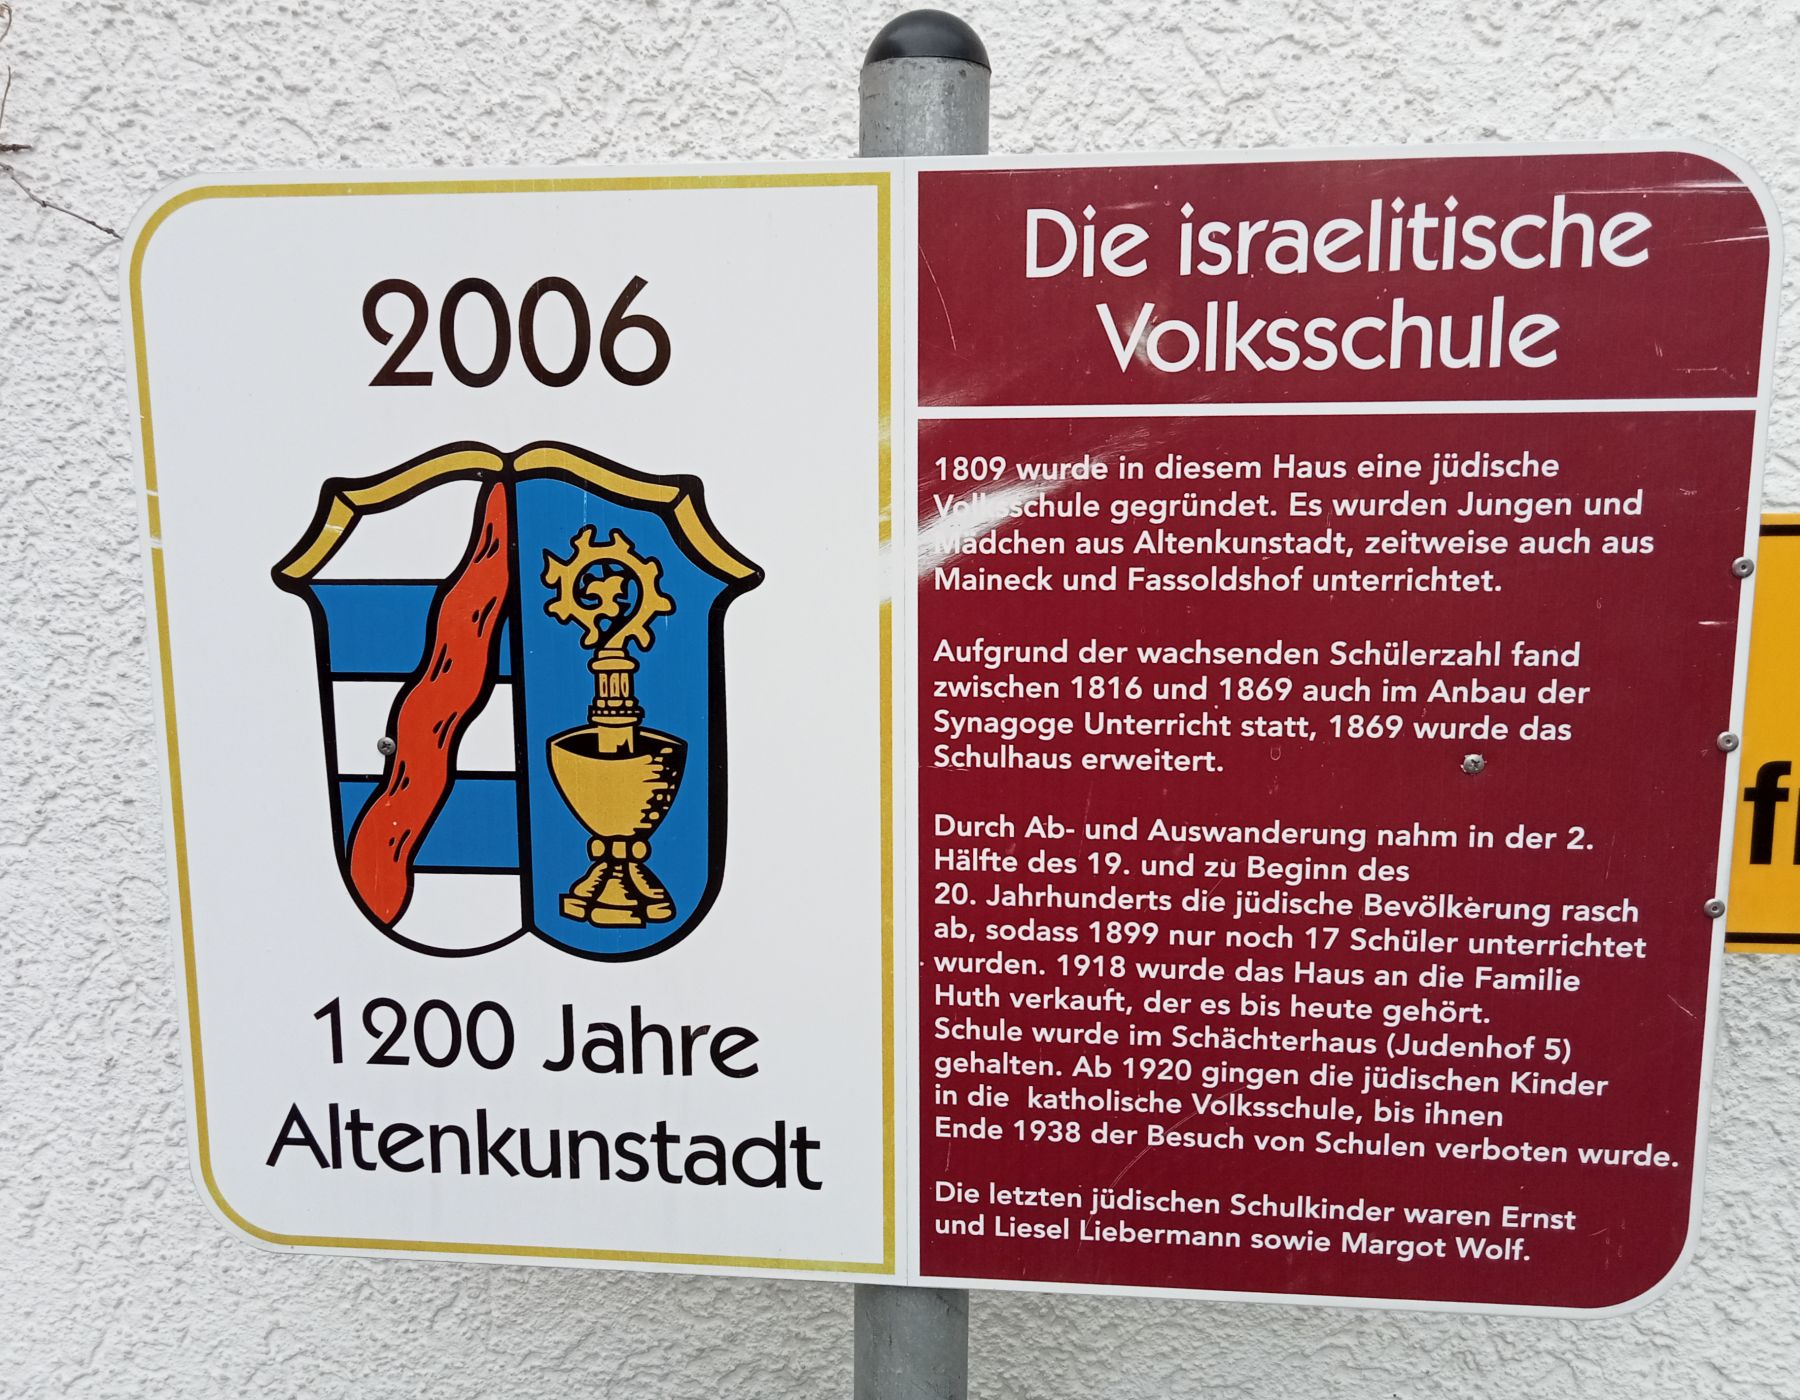 2006
1200 Jahre
Altenkunstadt
Die israelitische
Volksschule
1809 wurde in diesem Haus eine jüdische
Volksschule gegründet. Es wurden Jungen und
Mädchen aus Altenkunstadt, zeitweise auch aus
Maineck und Fassoldshof unterrichtet.
Aufgrund der wachsenden Schülerzahl fand
zwischen 1816 und 1869 auch im Anbau der
Synagoge Unterricht statt, 1869 wurde das
Schulhaus erweitert.
Durch Ab- und Auswanderung nahm in der 2.
Hälfte des 19. und zu Beginn des
20. Jahrhunderts die jüdische Bevölkerung rasch
ab, sodass 1899 nur noch 17 Schüler unterrichtet
wurden. 1918 wurde das Haus an die Familie
Huth verkauft, der es bis heute gehört.
Schule wurde im Schächterhaus (Judenhof 5)
gehalten. Ab 1920 gingen die jüdischen Kinder
in die katholische Volksschule, bis ihnen
Ende 1938 der Besuch von Schulen verboten wurde.
Die letzten jüdischen Schulkinder waren Ernst
und Liesel Liebermann sowie Margot Wolf.